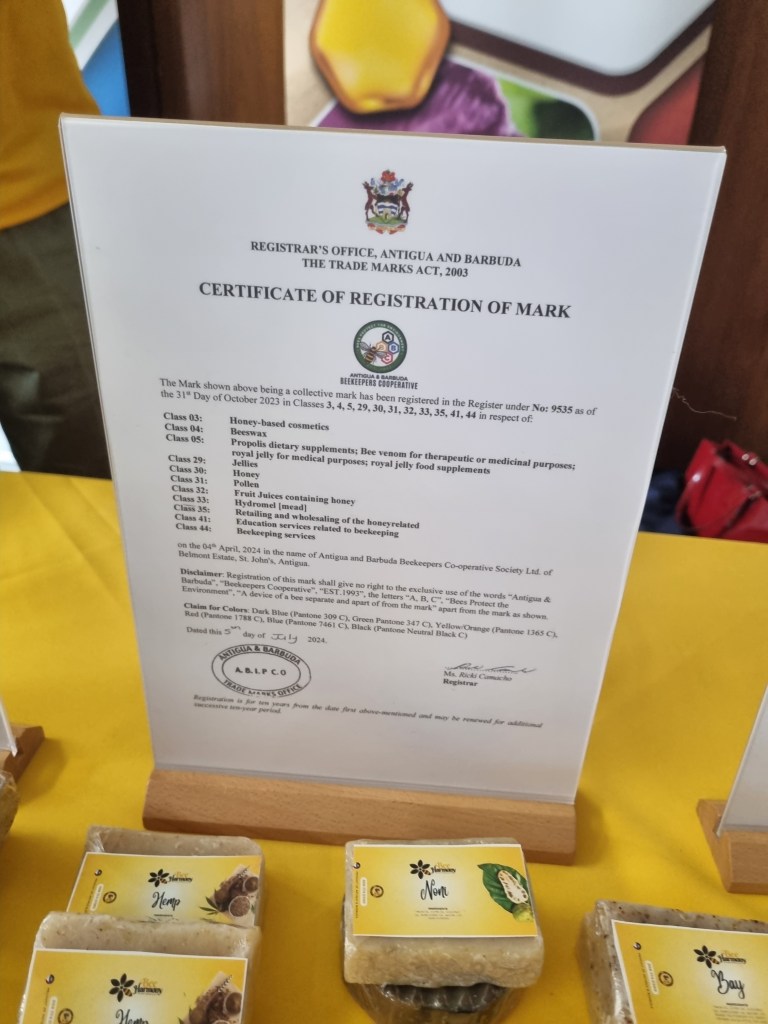 REGISTRAR'S OFFICE, ANTIGUA AND BARBUDA
THE TRADE MARKS ACT, 2003
CERTIFICATE OF REGISTRATION OF MARK
A B C
ANTIGUA & BARBUDA
BEEKEEPERS COOPERATIVE
The Mark shown above being a collective mark has been registered in the Register under No: 9535 as of
the 31st Day of October 2023 in Classes 3, 4, 5, 29, 30, 31, 32, 33, 35, 41, 44 in respect of:
Class 03: Honey-based cosmetics
Class 04: Beeswax
Class 05: Propolis dietary supplements; Bee venom for therapeutic or medicinal purposes;
royal jelly for medical purposes; royal jelly food supplements
Class 29: Jellies
Class 30: Honey
Class 31: Pollen
Class 32: Fruit Juices containing honey
Class 33: Hydromel [mead]
Class 35: Retailing and wholesaling of the honeyrelated
Class 41: Education services related to beekeeping
Class 44: Beekeeping services
on the 04th April, 2024 in the name of Antigua and Barbuda Beekeepers Co-operative Society Ltd. of
Belmont Estate, St. John's, Antigua.
Disclaimer: Registration of this mark shall give no right to the exclusive use of the words "Antigua &
Barbuda", "Beekeepers Cooperative", "EST.1993", the letters "A, B, C", "Bees Protect the
Environment", "A device of a bee separate and apart of from the mark" apart from the mark as shown.
Claim for Colors: Dark Blue (Pantone 309 C), Green Pantone 347 C), Yellow/Orange (Pantone 1365 C),
Red (Pantone 1788 C), Blue (Pantone 7461 C), Black (Pantone Neutral Black C)
Dated this 5th day of July 2024.
ANTIGUA & BARBUDA
A.B.I.P.C.O
TRADE MARKS OFFICE
Ms. Ricki Camacho
Registrar
Registration is for ten years from the date first above-mentioned and may be renewed for additional
successive ten-year period.
Bee
Harmony
Hemp
Bee
Harmony
Noni
Bee
Harmony
Hemp
Bee
Harmony
Bay